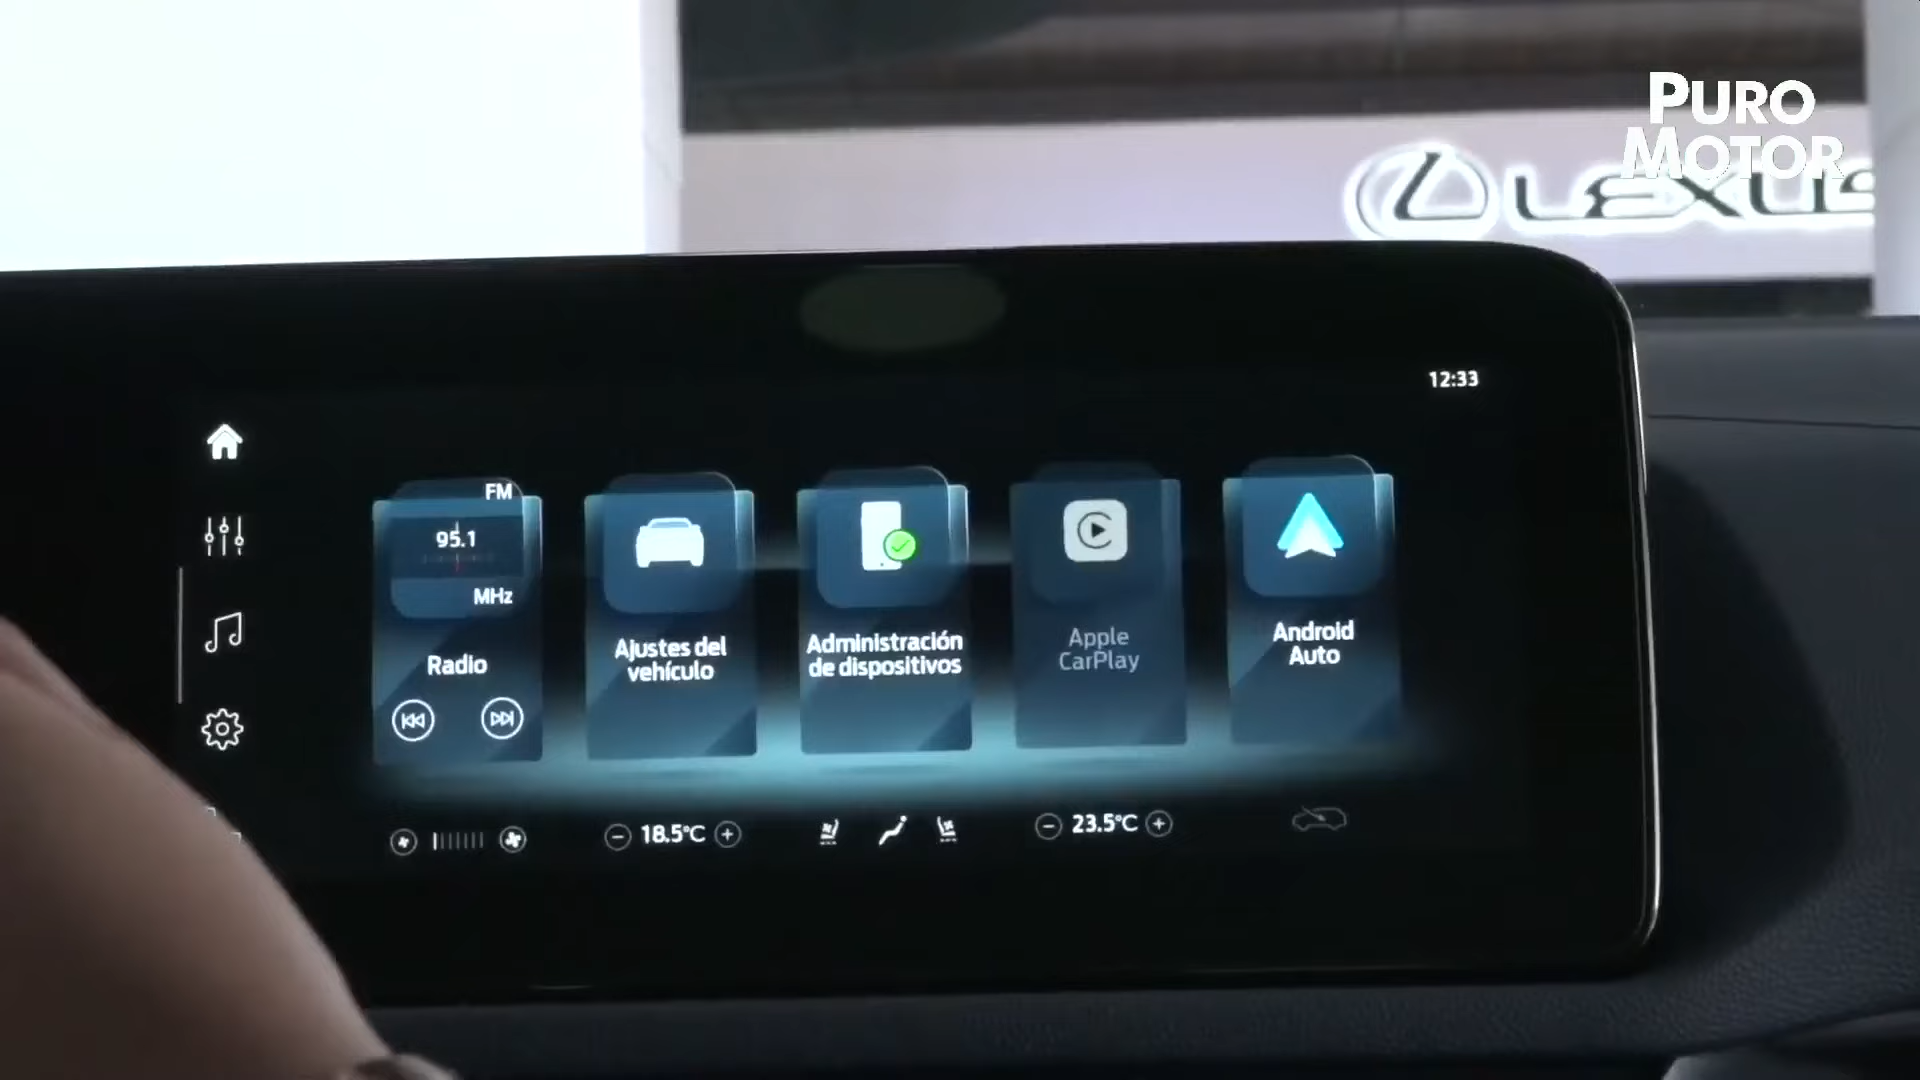 PURO
MOTOR
LEXUS
12:33
FM
95.1
MHz
Radio
Ajustes del
vehículo
Administración
de dispositivos
Apple
CarPlay
Android
Auto
18.5°C
23.5°C